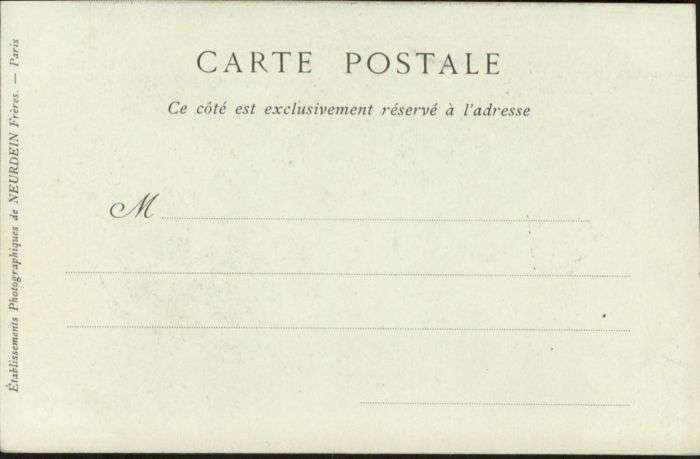 CARTE POSTALE
Ce côté est exclusivement réservé à l'adresse
M
Établissements Photographiques de NEURDEIN Frères. — Paris